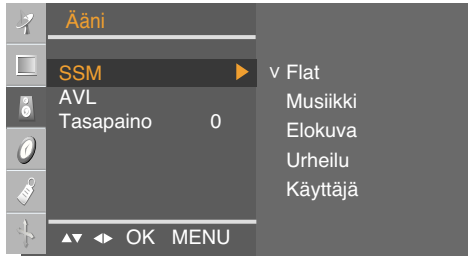 Ääni
SSM
AVL
Tasapaino 0
v Flat
Musiikki
Elokuva
Urheilu
Käyttäjä
OK MENU